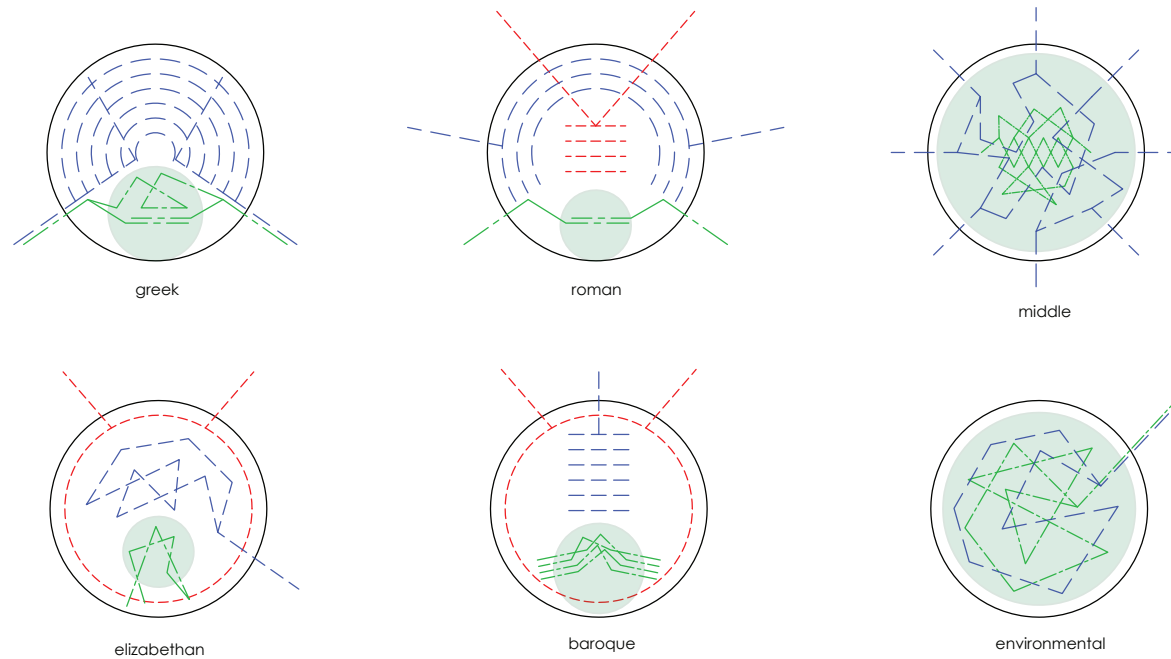 greek
roman
middle
elizabethan
baroque
environmental